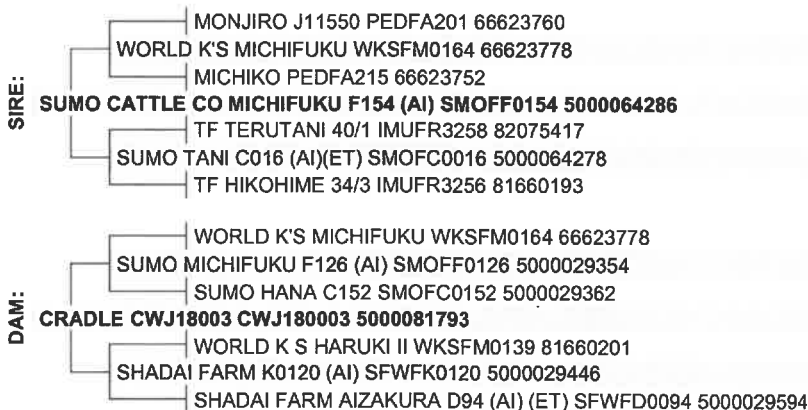 SIRE:
MONJIRO J11550 PEDFA201 66623760
WORLD K'S MICHIFUKU WKSFM0164 66623778
MICHIKO PEDFA215 66623752
SUMO CATTLE CO MICHIFUKU F154 (AI) SMOFF0154 5000064286
TF TERUTANI 40/1 IMUFR3258 82075417
SUMO TANI C016 (AI)(ET) SMOFC0016 5000064278
TF HIKOHIME 34/3 IMUFR3256 81660193
DAM:
WORLD K'S MICHIFUKU WKSFM0164 66623778
SUMO MICHIFUKU F126 (AI) SMOFF0126 5000029354
SUMO HANA C152 SMOFC0152 5000029362
CRADLE CWJ18003 CWJ180003 5000081793
WORLD K S HARUKI II WKSFM0139 81660201
SHADAI FARM K0120 (AI) SFWFK0120 5000029446
SHADAI FARM AIZAKURA D94 (AI) (ET) SFWFD0094 5000029594